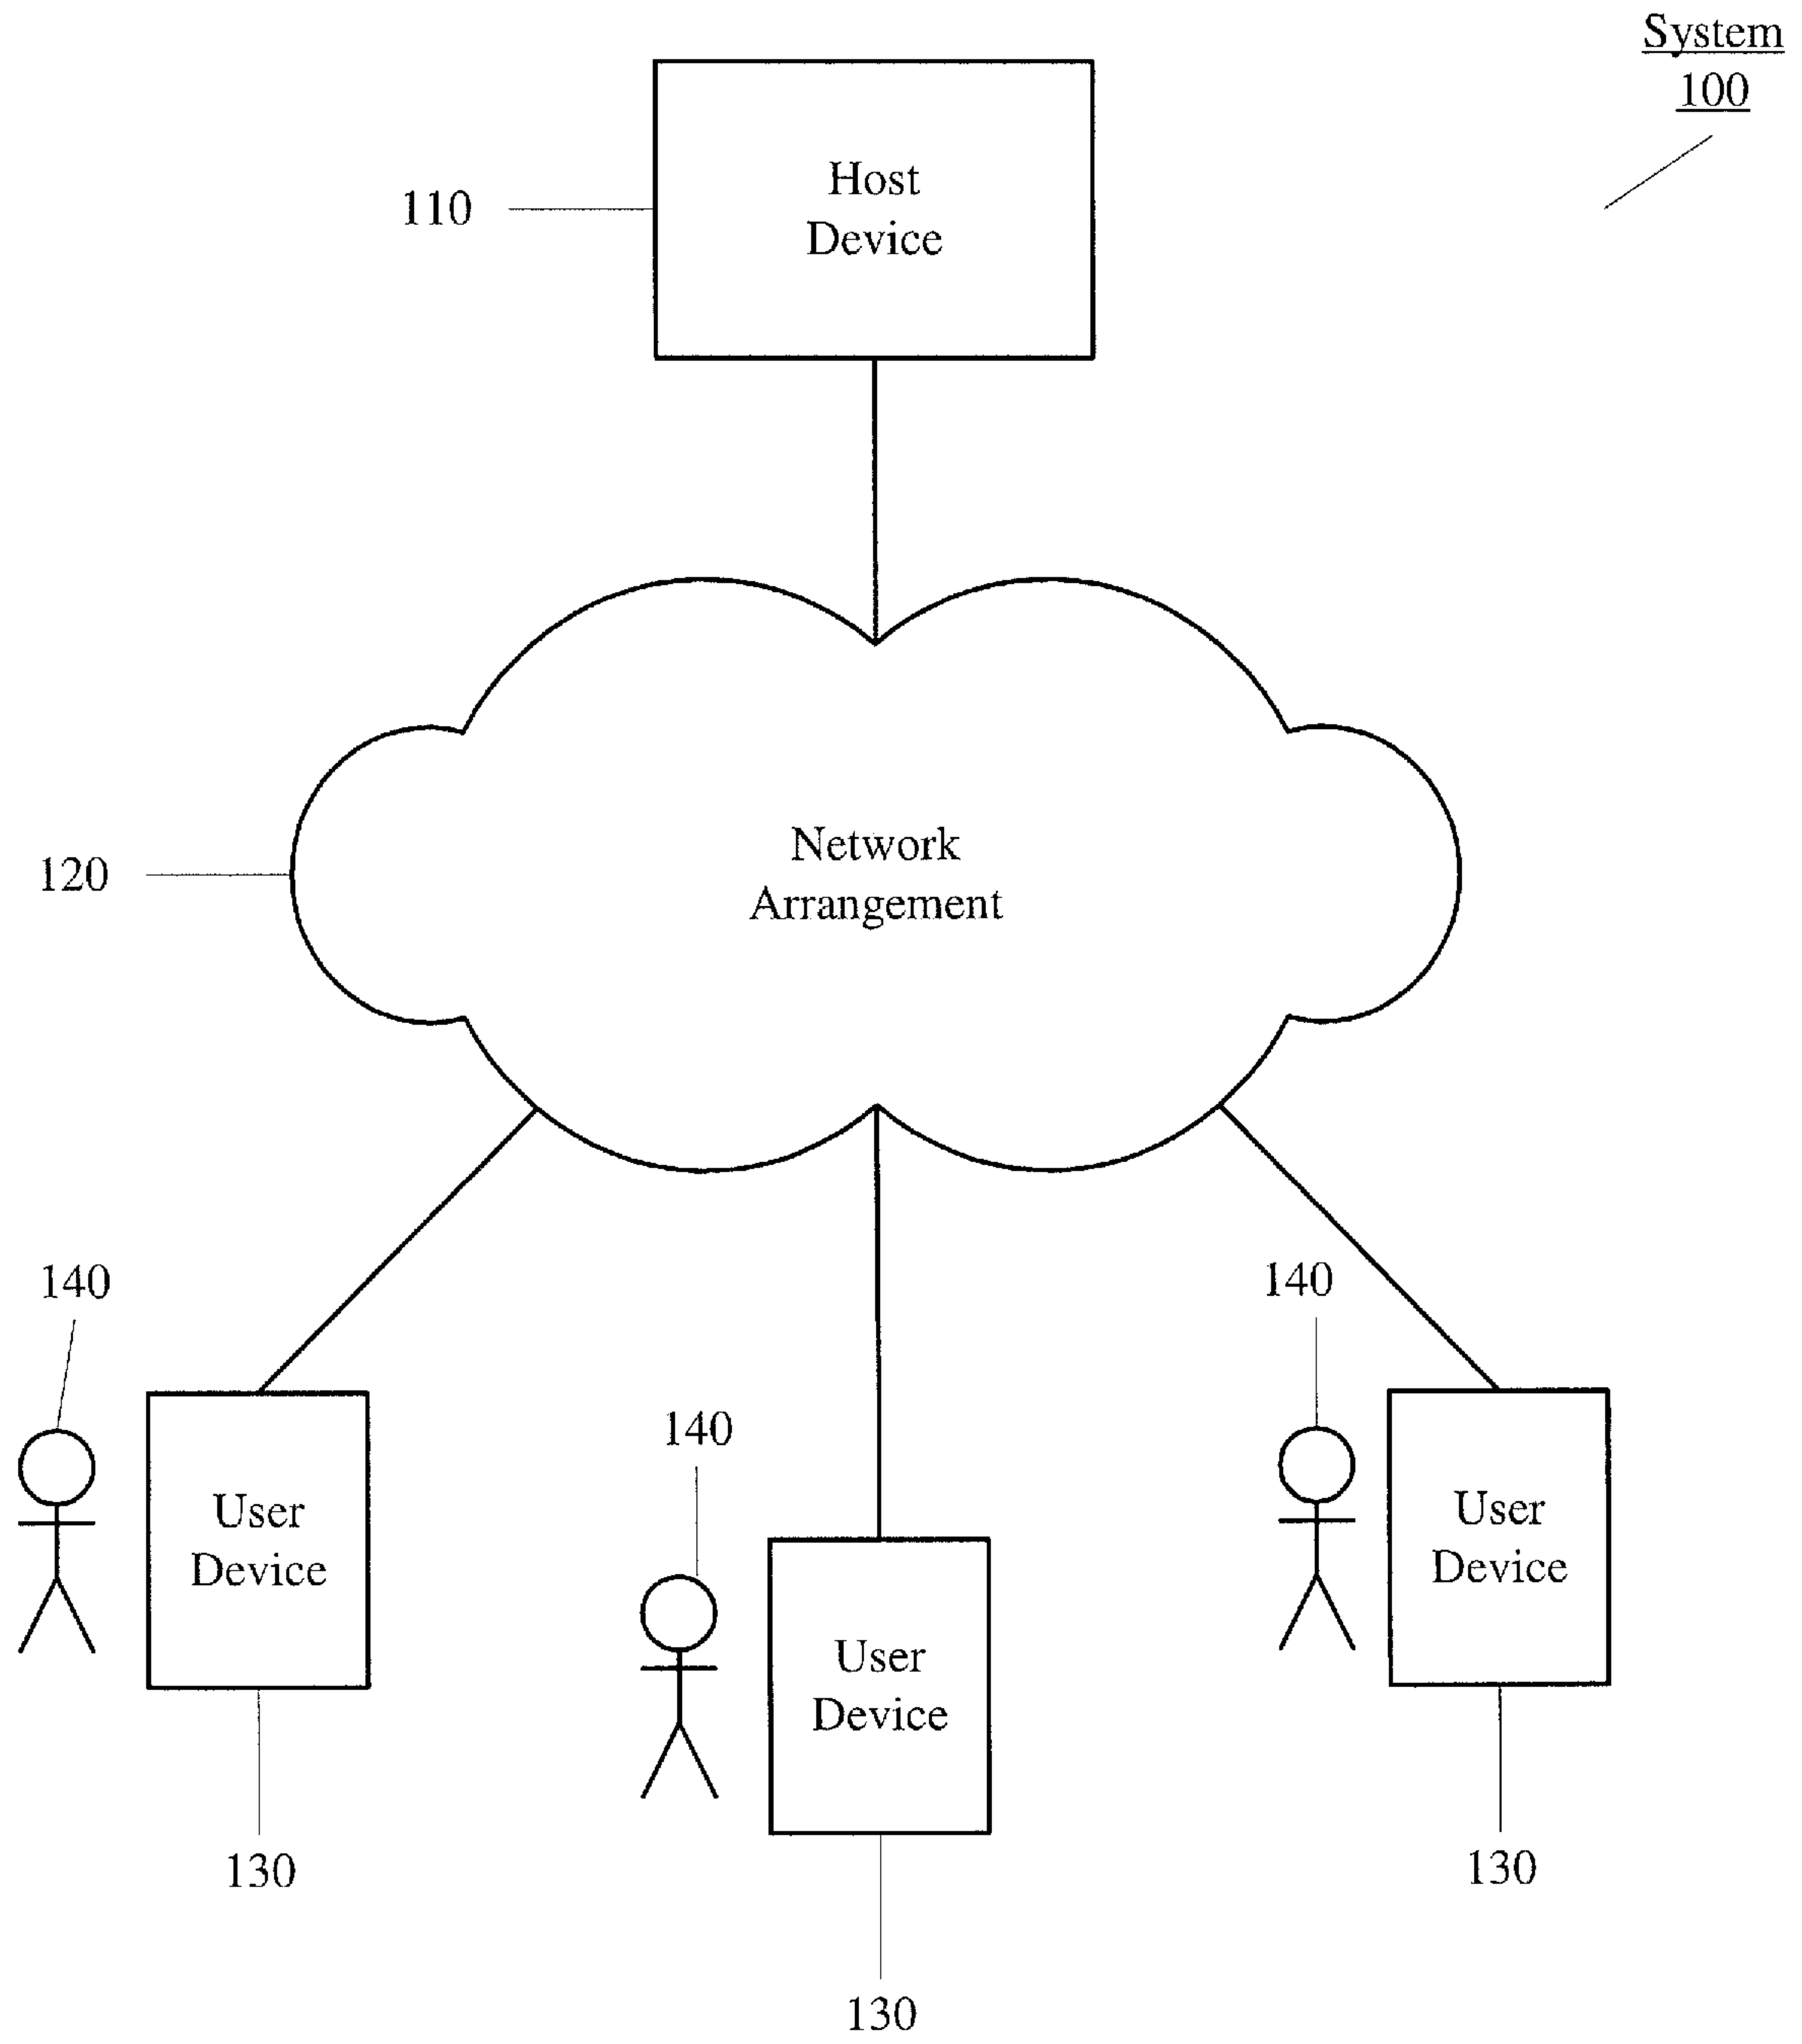 System
100
110
Host
Device
120
Network
Arrangement
140
140
140
User
Device
User
Device
User
Device
130
130
130